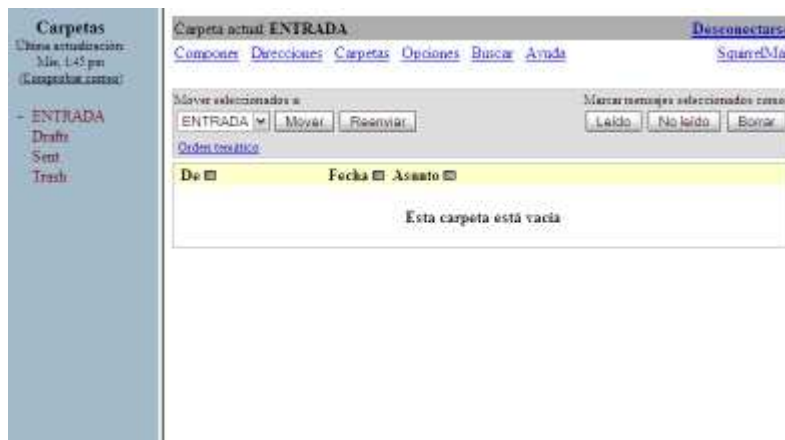 Carpetas
Última actualización:
Mie, 1:45 pm
(Comprobar correo)
- ENTRADA
Drafts
Sent
Trash
Carpeta actual ENTRADA
Desconectarse
Componer Direcciones Carpetas Opciones Buscar Ayuda
SquirrelMa
Mover seleccionados a
Marcar mensajes seleccionados como
ENTRADA Mover Reenviar
Leído No leído Borrar
Orden temático
De Fecha Asunto
Esta carpeta está vacía